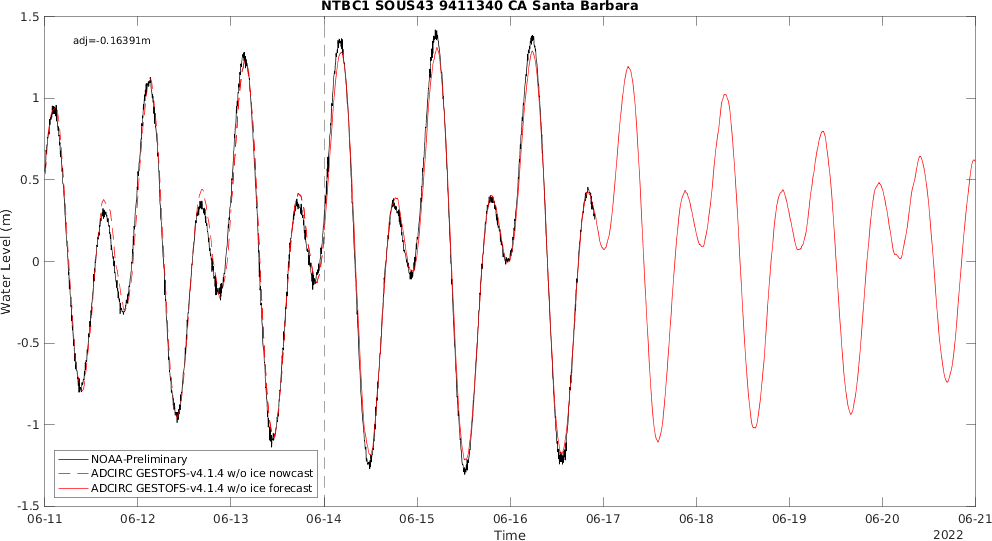 NTBC1 SOUS43 9411340 CA Santa Barbara
adj=-0.16391m
Water Level (m)
1.5
1
0.5
0
-0.5
-1
-1.5
NOAA-Preliminary
ADCIRC GESTOFS-v4.1.4 w/o ice nowcast
ADCIRC GESTOFS-v4.1.4 w/o ice forecast
06-11 06-12 06-13 06-14 06-15 06-16 06-17 06-18 06-19 06-20 06-21
Time
2022